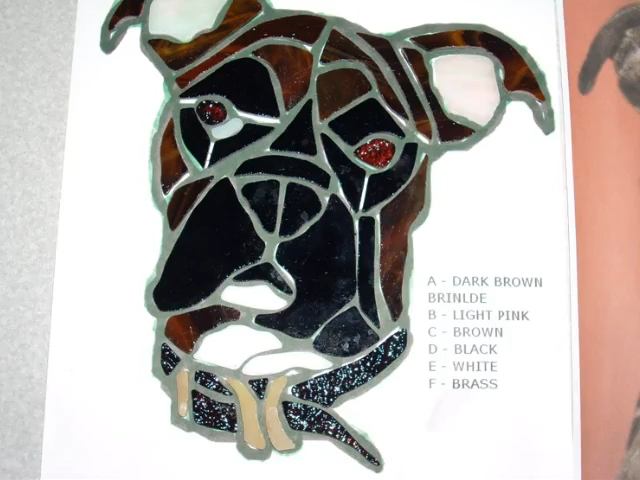 A - DARK BROWN
BRINLDE
B - LIGHT PINK
C - BROWN
D - BLACK
E - WHITE
F - BRASS